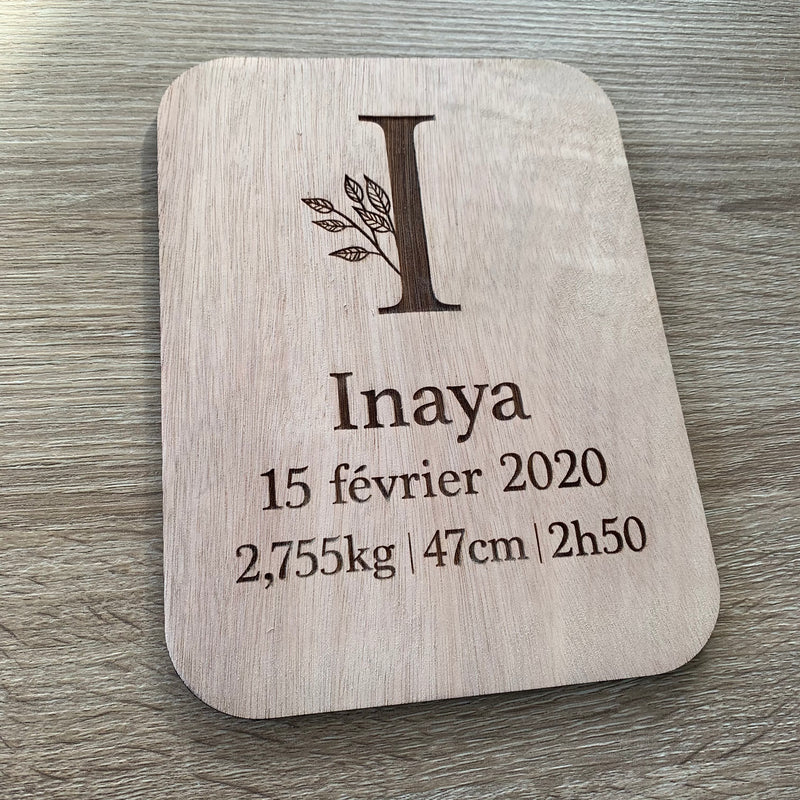 I
Inaya
15 février 2020
2,755kg | 47cm | 2h50